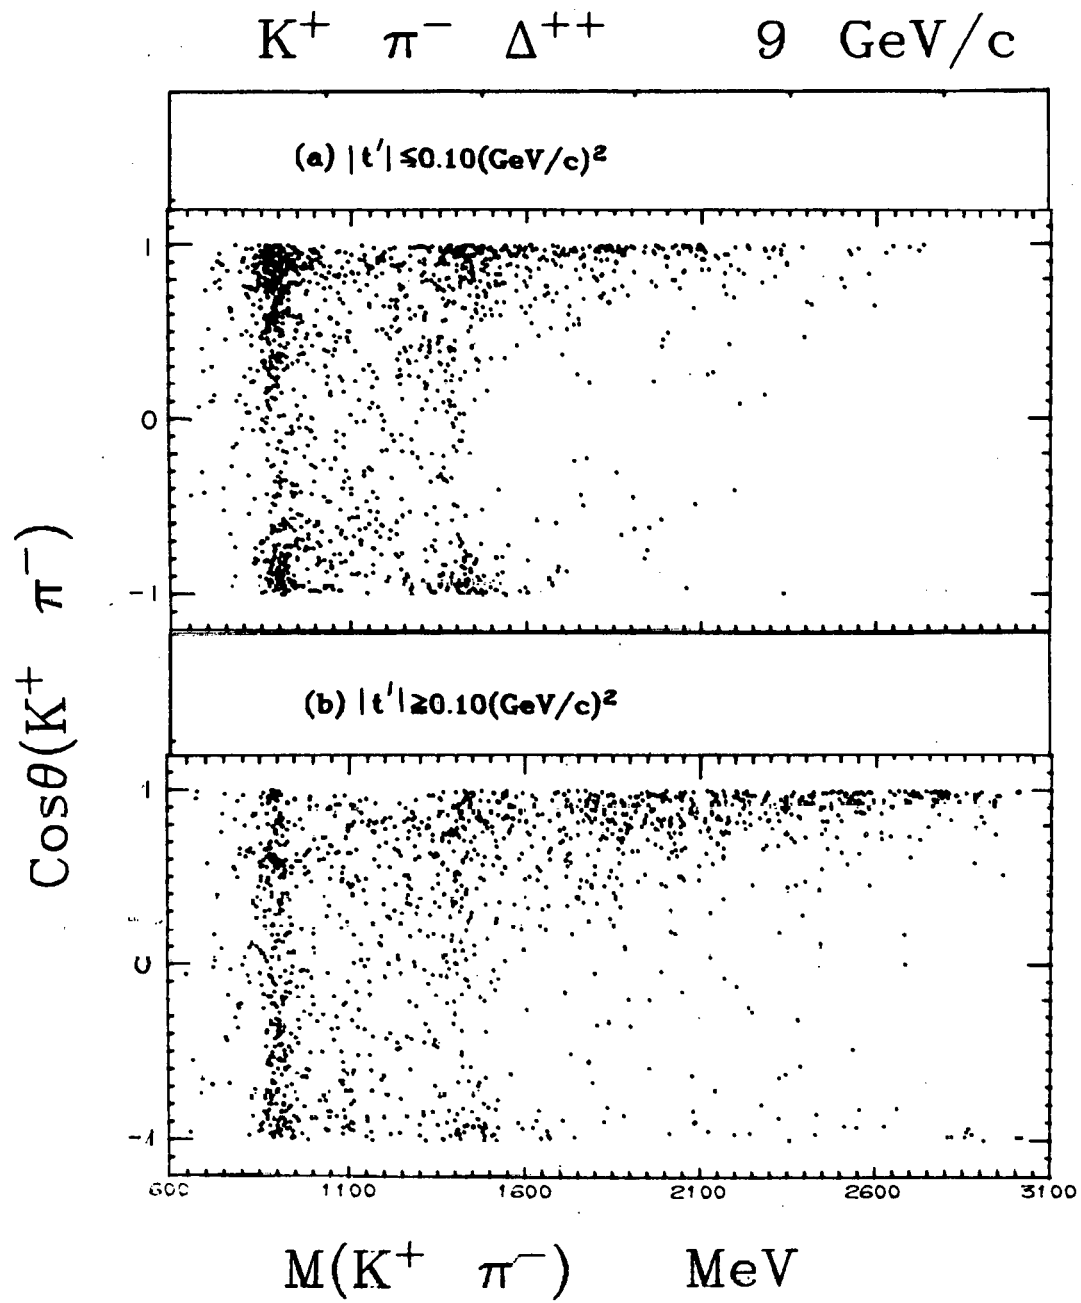 K⁺ π⁻ Δ⁺⁺ 9 GeV/c
(a) |t′| ≤0.10(GeV/c)²
1
0
-1
(b) |t′| ≥0.10(GeV/c)²
1
0
-1
Cosθ(K⁺ π⁻)
600 1100 1600 2100 2600 3100
M(K⁺ π⁻) MeV